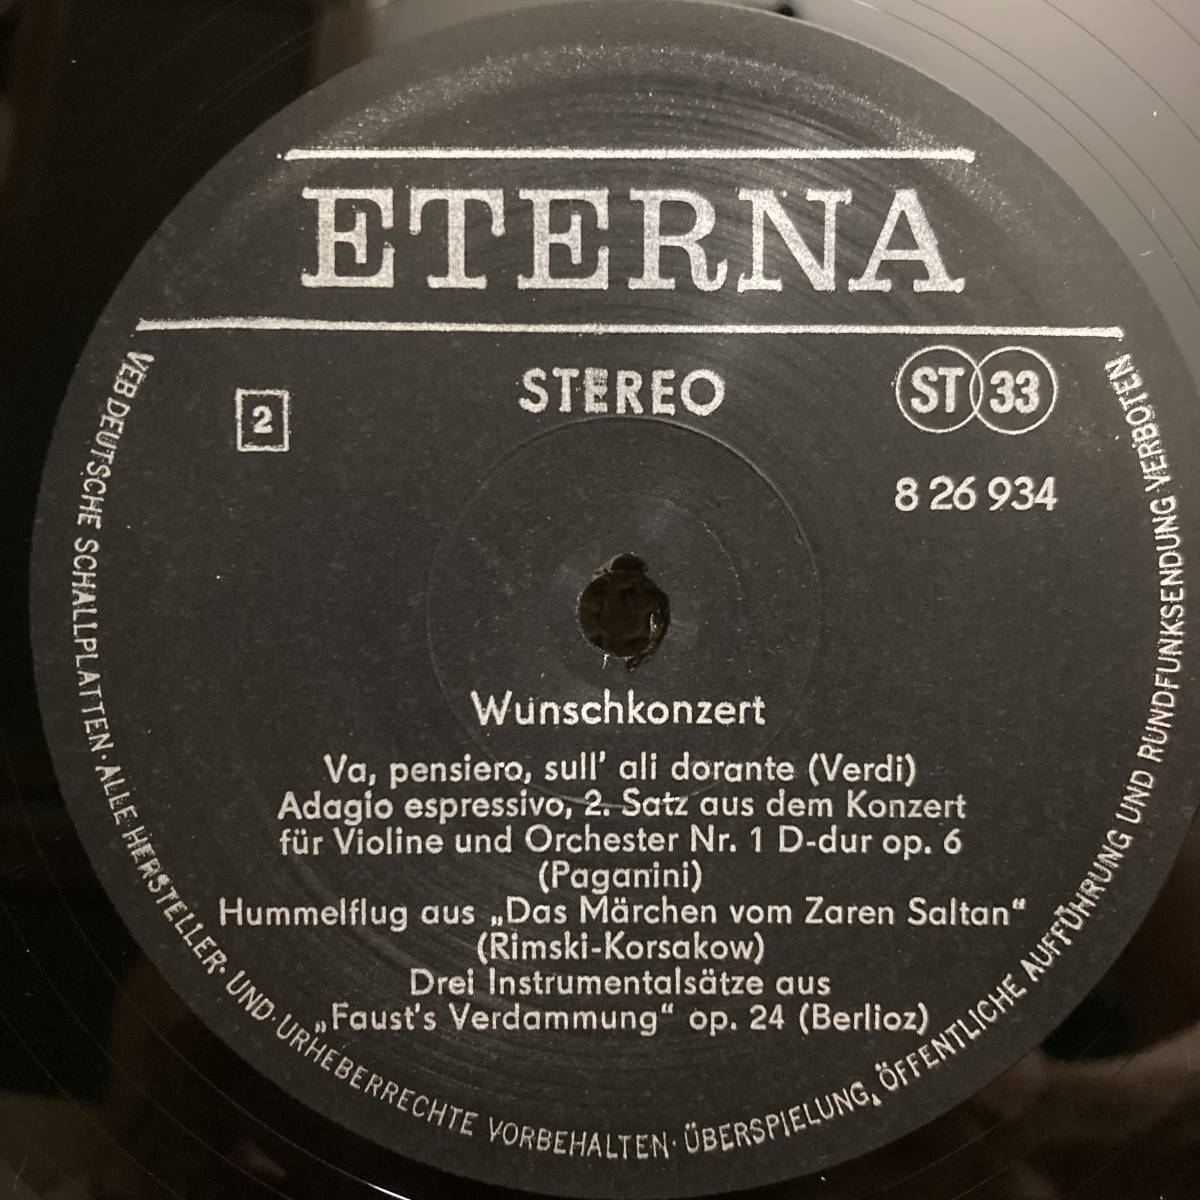 ETERNA
STEREO
ST 33
2
8 26 934
Wunschkonzert
Va, pensiero, sull' ali dorante (Verdi)
Adagio espressivo, 2. Satz aus dem Konzert
für Violine und Orchester Nr. 1 D-dur op. 6
(Paganini)
Hummelflug aus „Das Märchen vom Zaren Saltan“
(Rimski-Korsakow)
Drei Instrumentalsätze aus
„Faust's Verdammung“ op. 24 (Berlioz)
VEB DEUTSCHE SCHALLPLATTEN · ALLE HERSTELLER- UND · URHEBERRECHTE VORBEHALTEN · ÜBERSPIELUNG, ÖFFENTLICHE AUFFÜHRUNG UND RUNDFUNKSENDUNG VERBOTEN